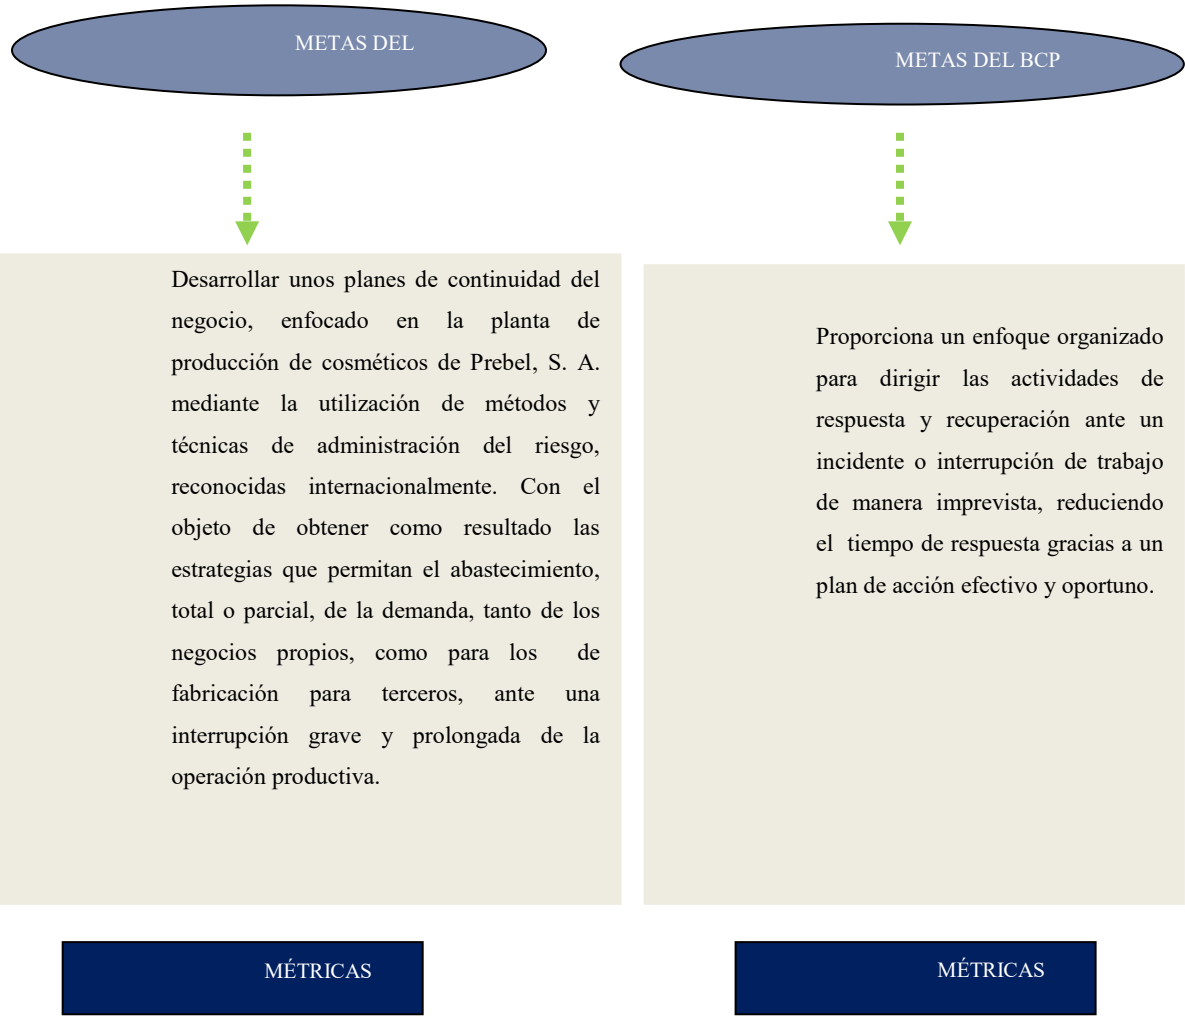 METAS DEL
METAS DEL BCP
Desarrollar unos planes de continuidad del
negocio, enfocado en la planta de
producción de cosméticos de Prebel, S. A.
mediante la utilización de métodos y
técnicas de administración del riesgo,
reconocidas internacionalmente. Con el
objeto de obtener como resultado las
estrategias que permitan el abastecimiento,
total o parcial, de la demanda, tanto de los
negocios propios, como para los de
fabricación para terceros, ante una
interrupción grave y prolongada de la
operación productiva.
Proporciona un enfoque organizado
para dirigir las actividades de
respuesta y recuperación ante un
incidente o interrupción de trabajo
de manera imprevista, reduciendo
el tiempo de respuesta gracias a un
plan de acción efectivo y oportuno.
MÉTRICAS
MÉTRICAS